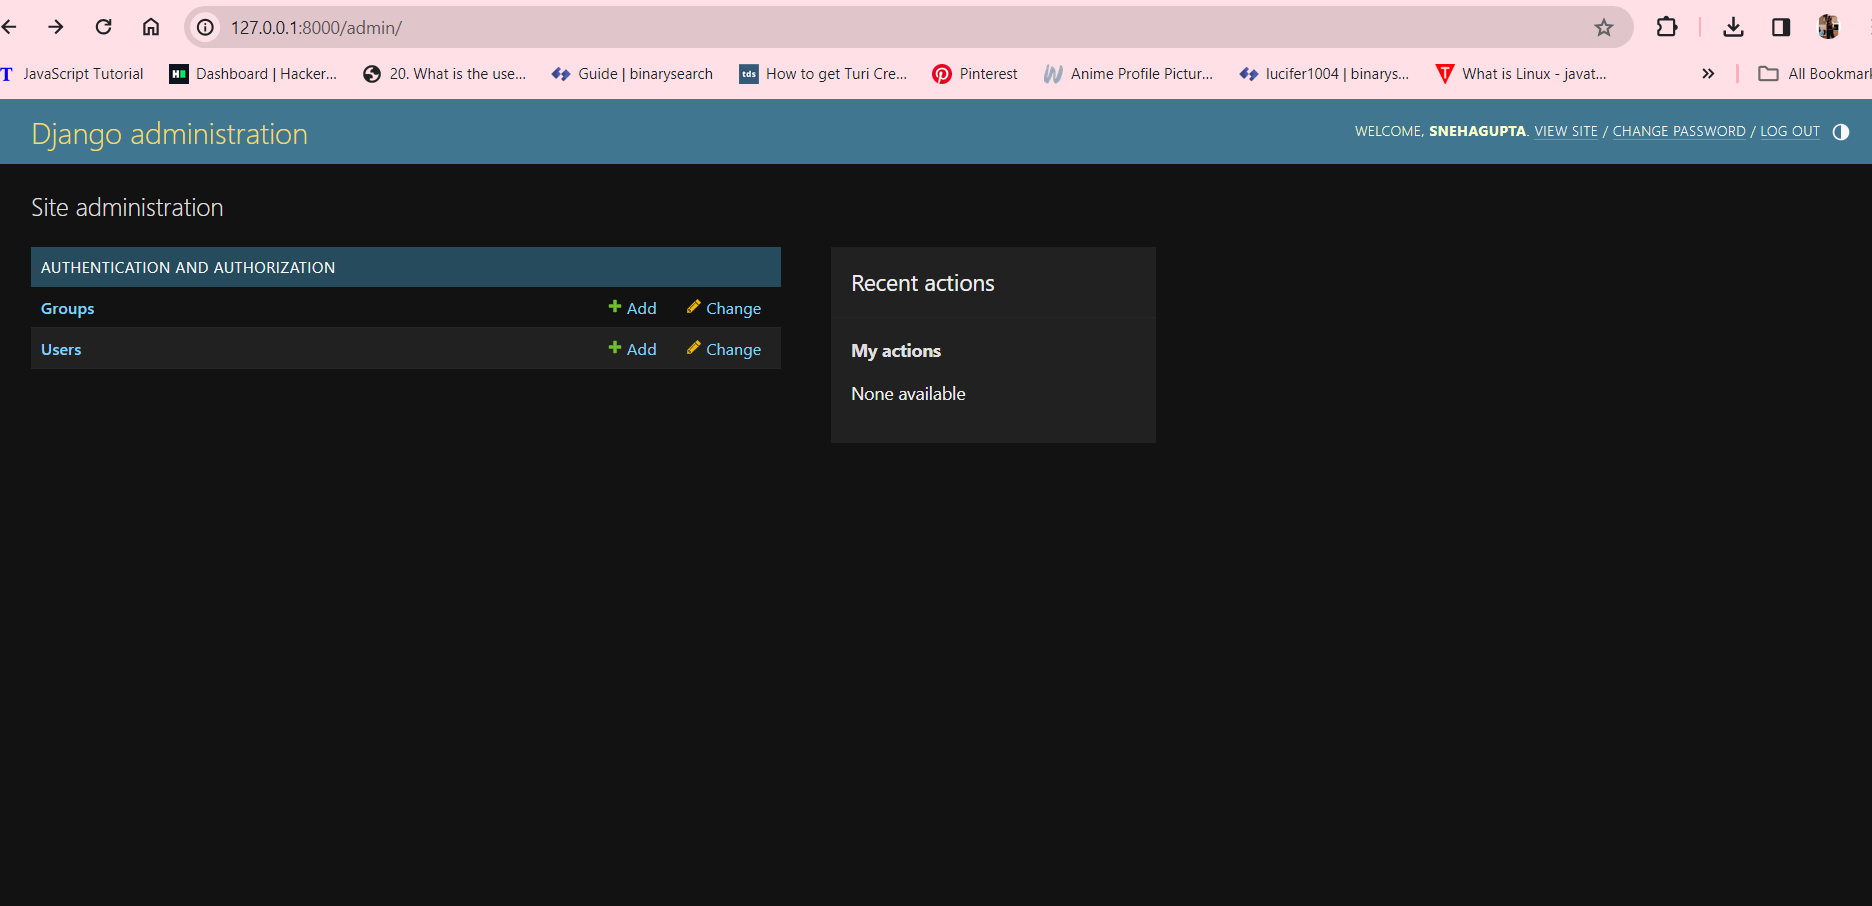 127.0.0.1:8000/admin/
T JavaScript Tutorial
H Dashboard | Hacker...
20. What is the use...
Guide | binarysearch
tds How to get Turi Cre...
Pinterest
W Anime Profile Pictur...
lucifer1004 | binarys...
T What is Linux - javat...
»
All Bookmark
Django administration
WELCOME, SNEHAGUPTA. VIEW SITE / CHANGE PASSWORD / LOG OUT
Site administration
AUTHENTICATION AND AUTHORIZATION
Groups + Add Change
Users + Add Change
Recent actions
My actions
None available